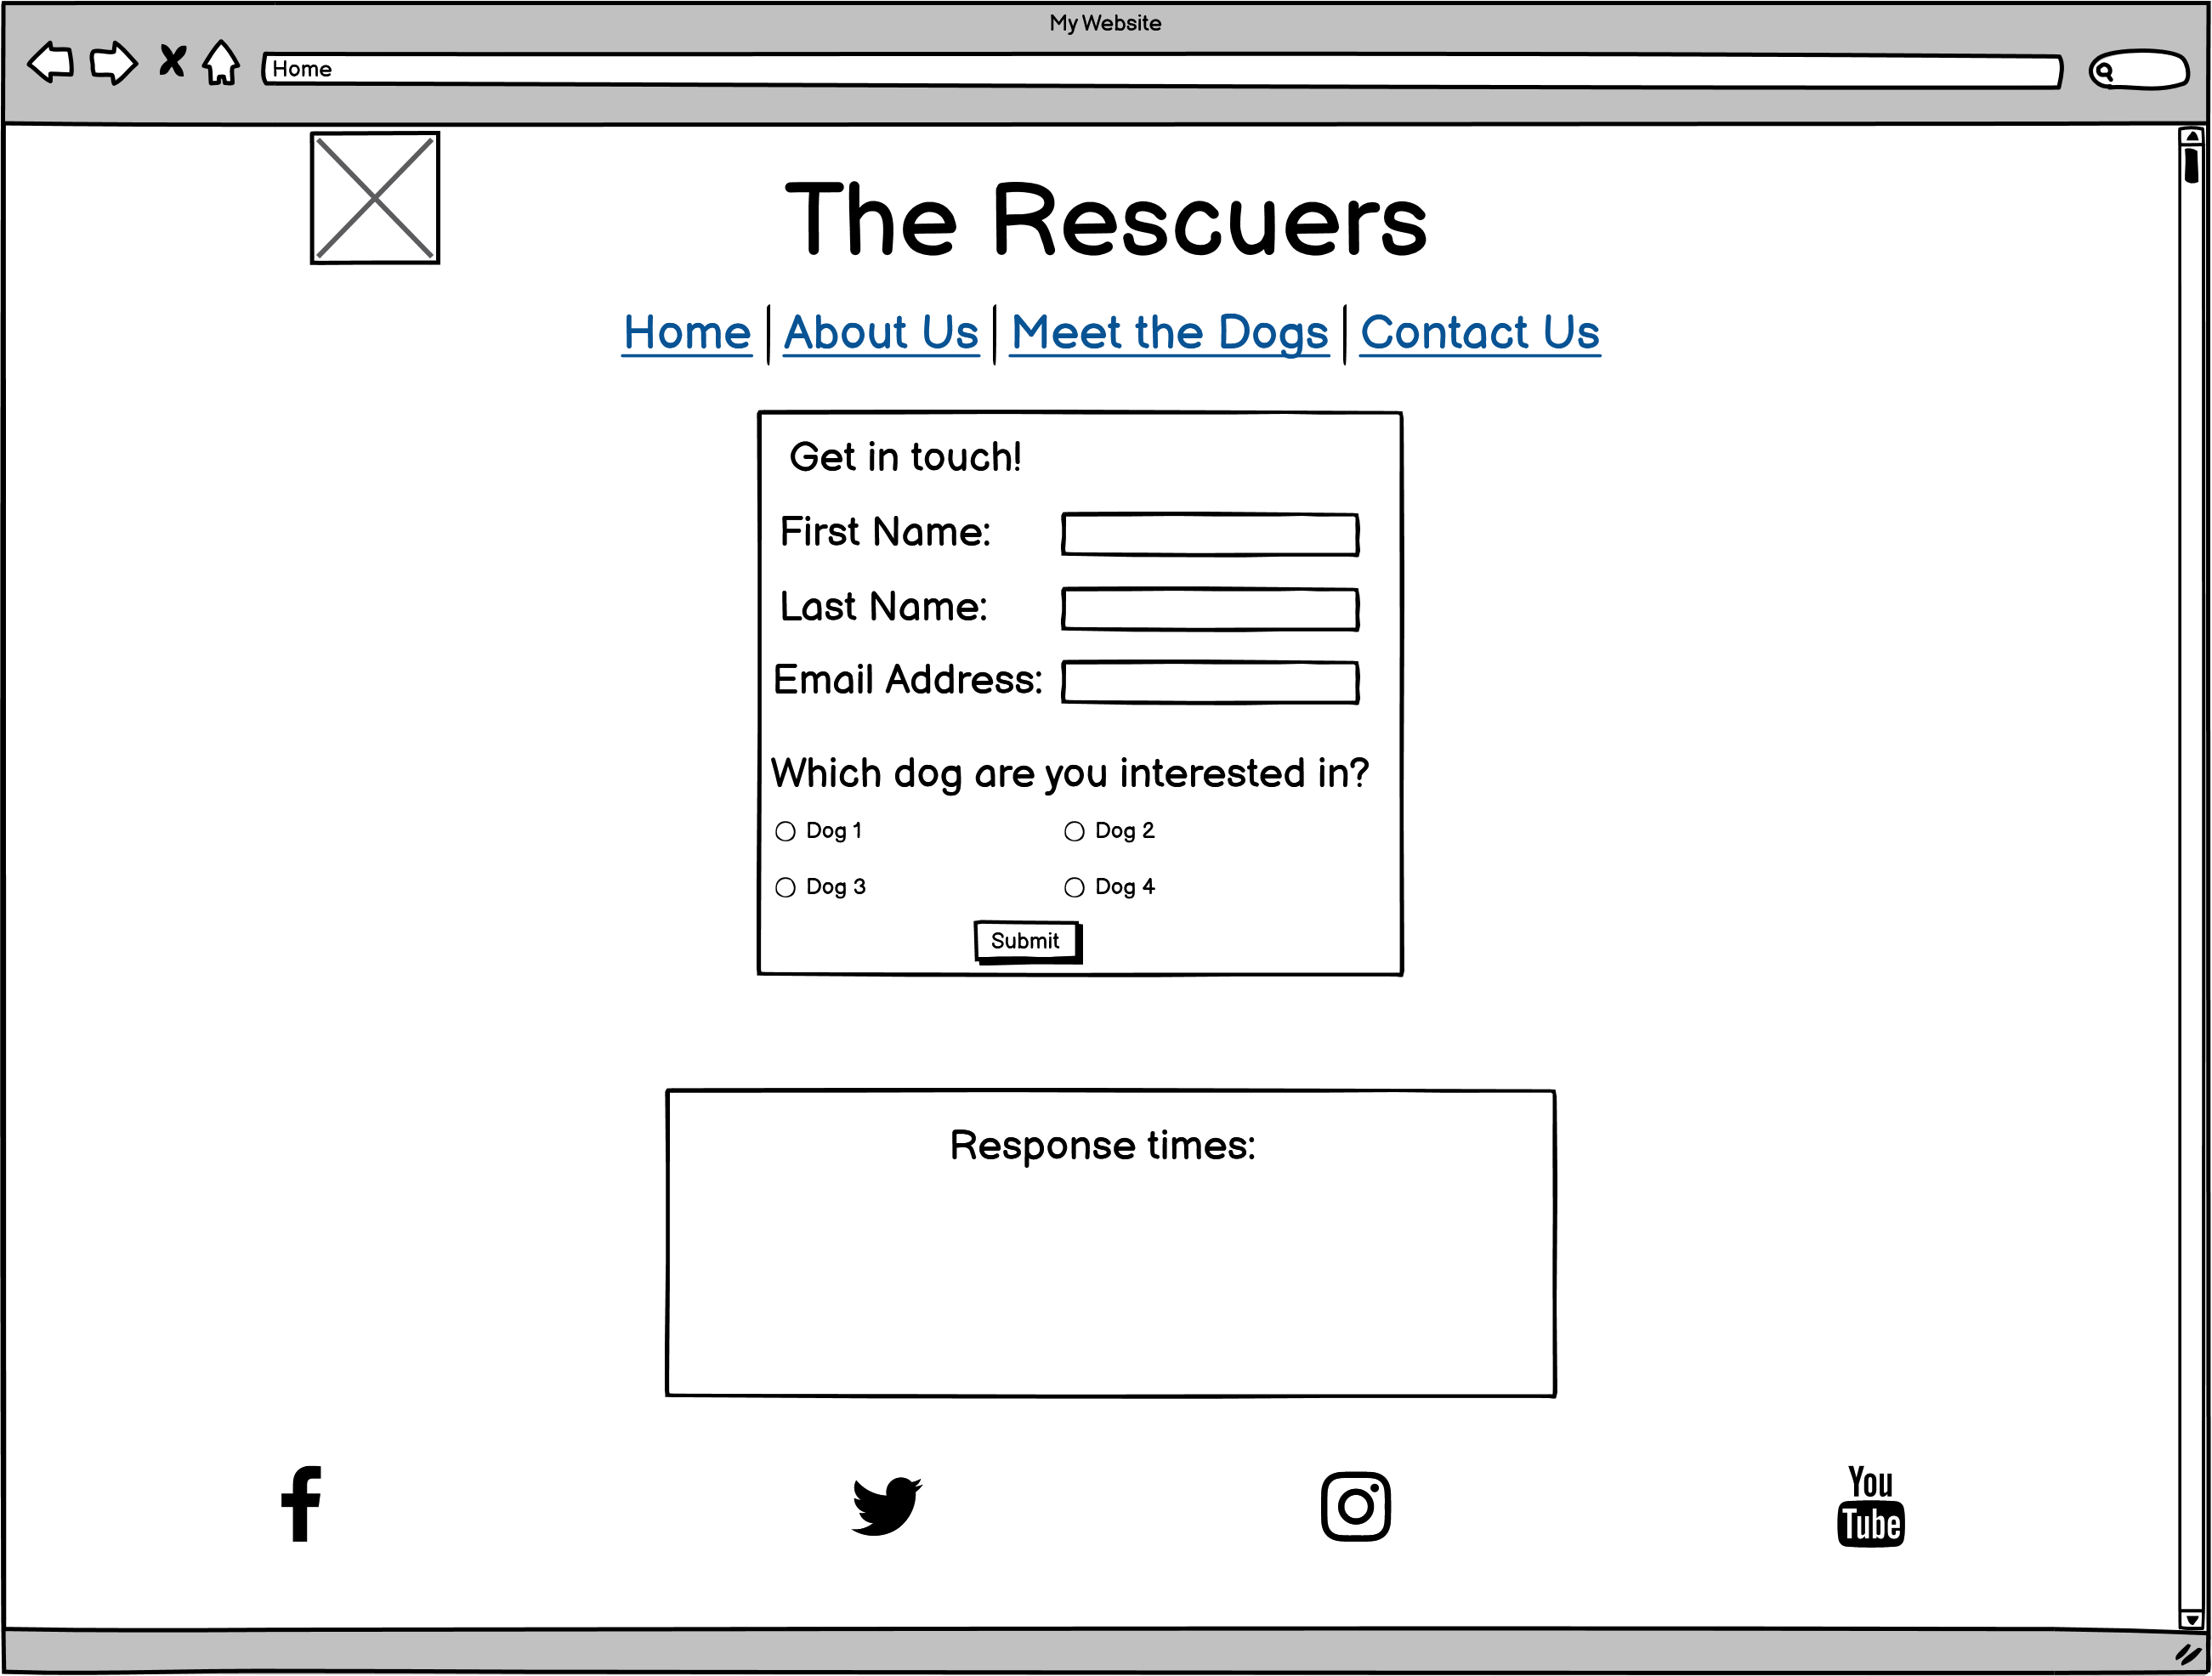 My Website
Home
The Rescuers
Home About Us Meet the Dogs Contact Us
Get in touch!
First Name:
Last Name:
Email Address:
Which dog are you interested in?
Dog 1 Dog 2
Dog 3 Dog 4
Submit
Response times:
You
Tube